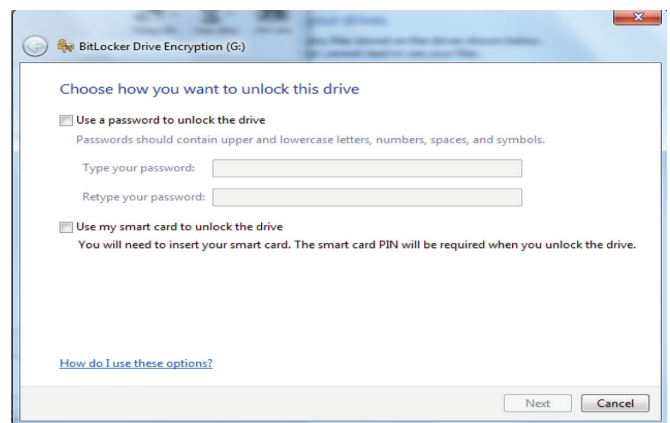 BitLocker Drive Encryption (G:)
Choose how you want to unlock this drive
Use a password to unlock the drive
Passwords should contain upper and lowercase letters, numbers, spaces, and symbols.
Type your password:
Retype your password:
Use my smart card to unlock the drive
You will need to insert your smart card. The smart card PIN will be required when you unlock the drive.
How do I use these options?
Next
Cancel